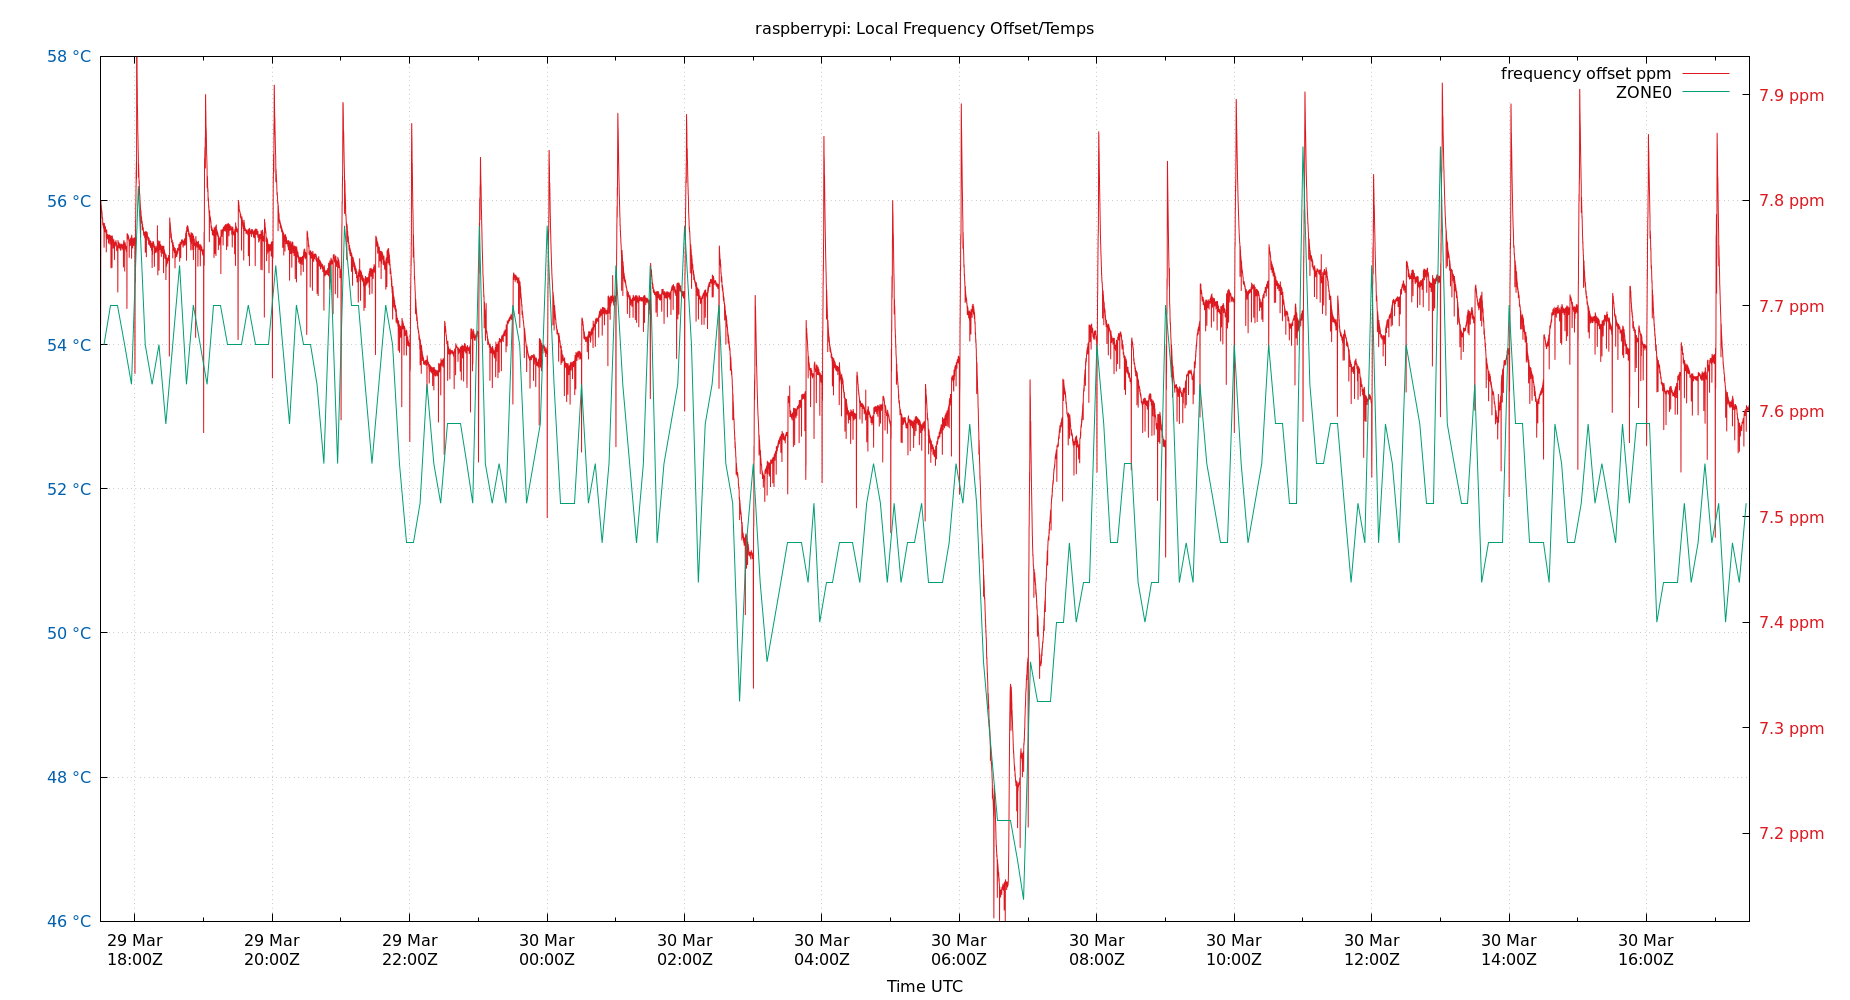 raspberrypi: Local Frequency Offset/Temps
frequency offset ppm
ZONE0
58 °C
56 °C
54 °C
52 °C
50 °C
48 °C
46 °C
7.9 ppm
7.8 ppm
7.7 ppm
7.6 ppm
7.5 ppm
7.4 ppm
7.3 ppm
7.2 ppm
29 Mar 29 Mar 29 Mar 30 Mar 30 Mar 30 Mar 30 Mar 30 Mar 30 Mar 30 Mar 30 Mar 30 Mar
18:00Z 20:00Z 22:00Z 00:00Z 02:00Z 04:00Z 06:00Z 08:00Z 10:00Z 12:00Z 14:00Z 16:00Z
Time UTC